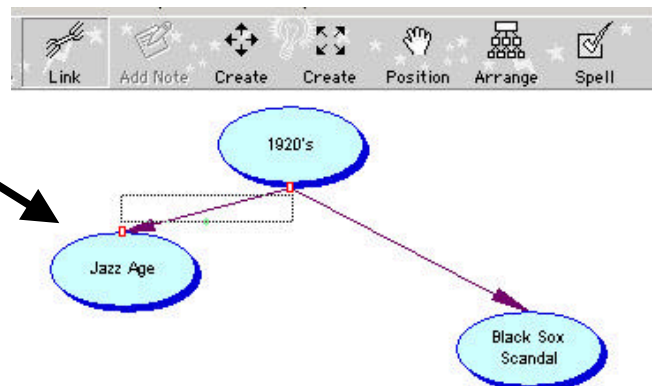 Link Add Note Create Create Position Arrange Spell
1920's
Jazz Age
Black Sox
Scandal